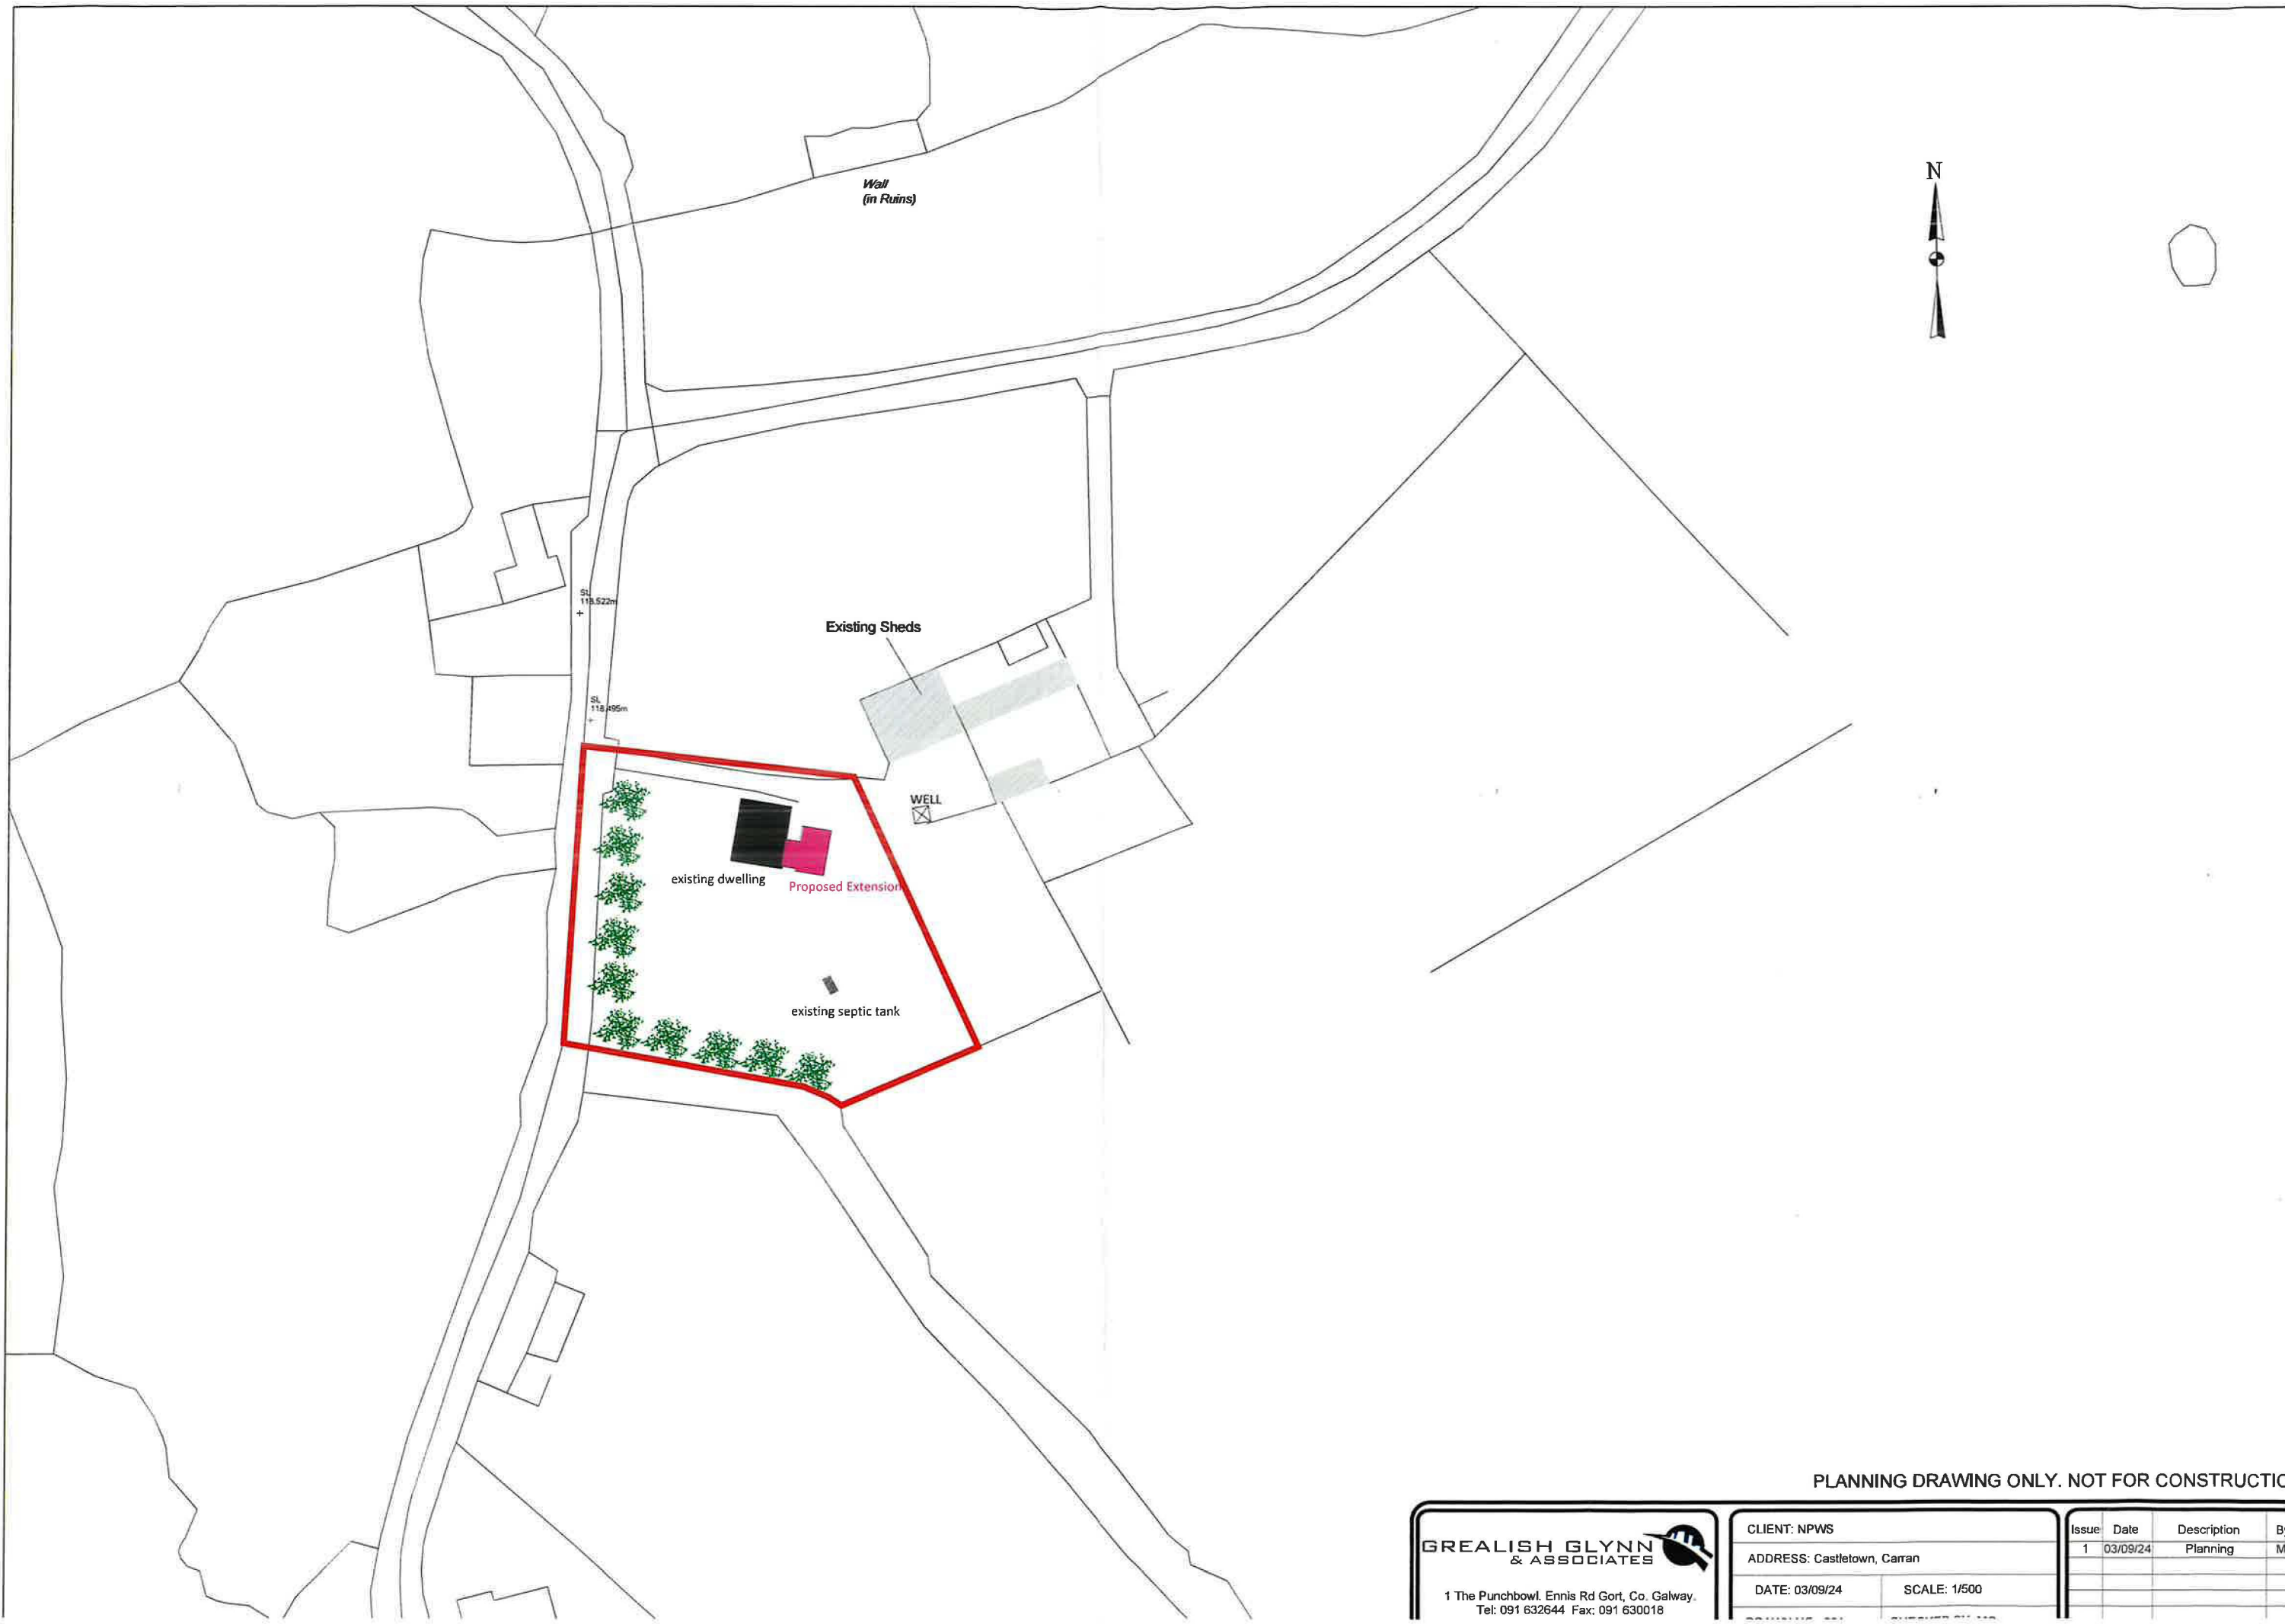 Wall
(in Ruins)
N
SL
118.522m
Existing Sheds
SL
118.495m
WELL
existing dwelling
Proposed Extension
existing septic tank
PLANNING DRAWING ONLY. NOT FOR CONSTRUCTIO
GREALISH GLYNN
& ASSOCIATES
1 The Punchbowl. Ennis Rd Gort, Co. Galway.
Tel: 091 632644 Fax: 091 630018
CLIENT: NPWS
ADDRESS: Castletown, Carran
DATE: 03/09/24 SCALE: 1/500
Issue Date Description B
1 03/09/24 Planning M